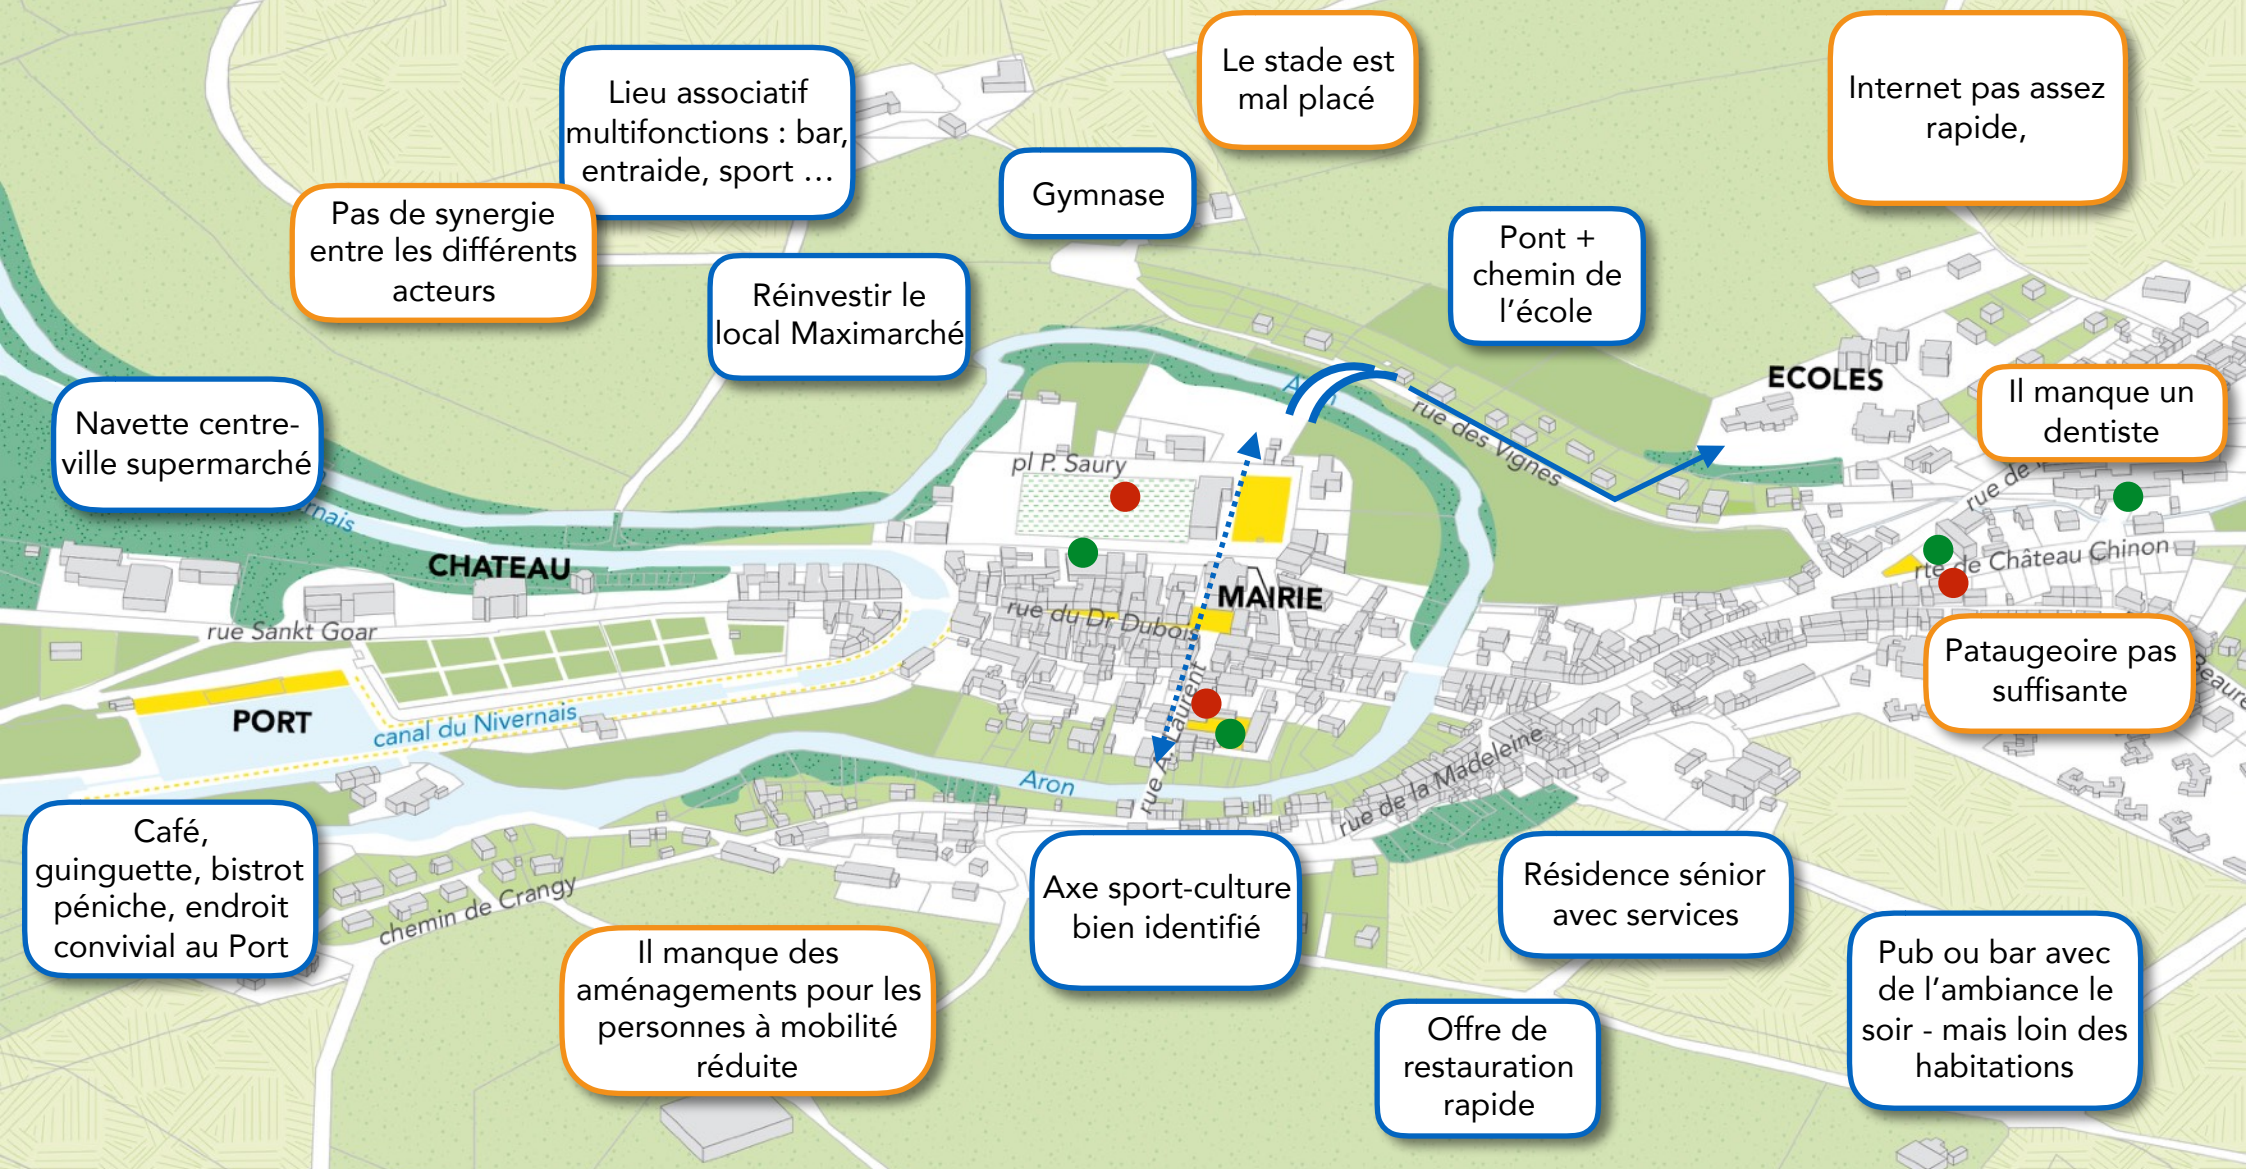 Le stade est
mal placé
Internet pas assez
rapide,
Lieu associatif
multifonctions : bar,
entraide, sport ...
Gymnase
Pas de synergie
entre les différents
acteurs
Pont +
chemin de
l'école
Réinvestir le
local Maximarché
ECOLES
Il manque un
dentiste
Navette centre-
ville supermarché
rue des Vignes
pl P. Saury
rue de
rnais
CHATEAU
rte de Château Chinon
MAIRIE
rue du Dr Dubois
rue Sankt Goar
Pataugeoire pas
suffisante
PORT
canal du Nivernais
Aron
rue de la Madeleine
Café,
guinguette, bistrot
péniche, endroit
convivial au Port
chemin de Crangy
Axe sport-culture
bien identifié
Résidence sénior
avec services
Il manque des
aménagements pour les
personnes à mobilité
réduite
Pub ou bar avec
de l'ambiance le
soir - mais loin des
habitations
Offre de
restauration
rapide